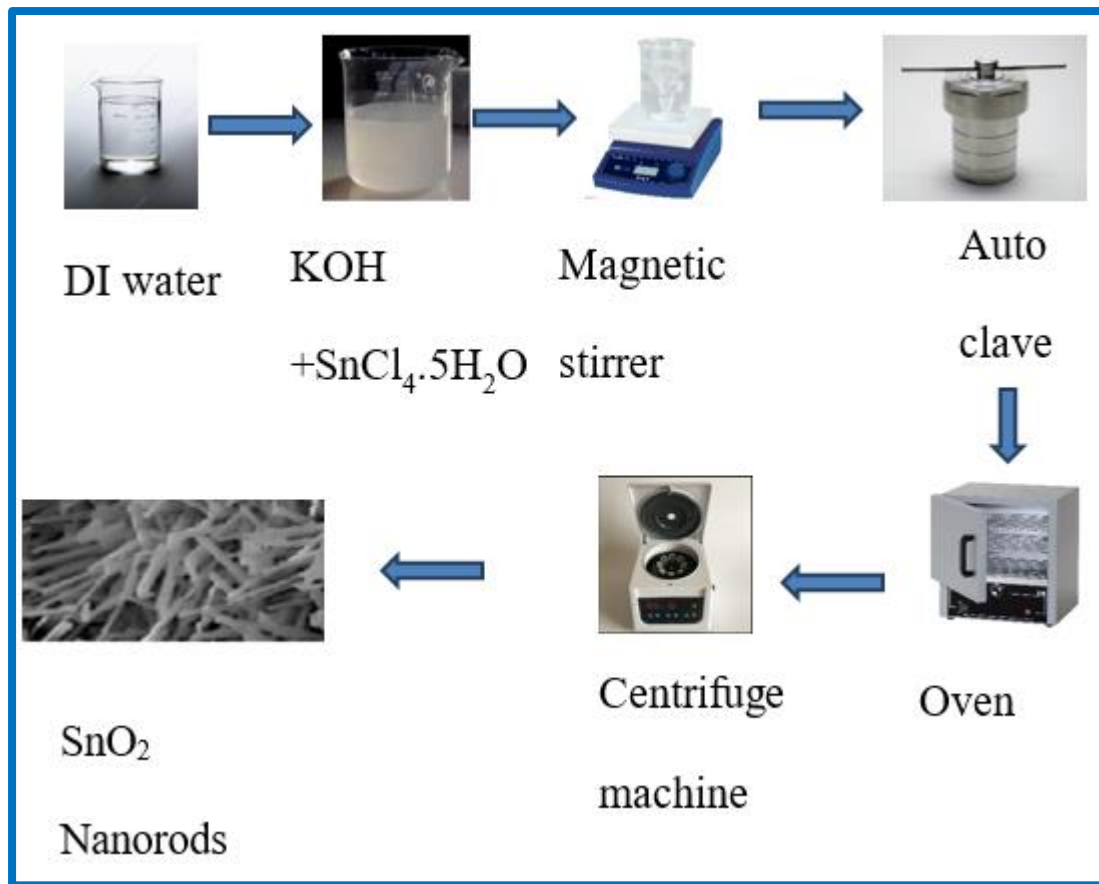 DI water
KOH
+SnCl₄.5H₂O
Magnetic
stirrer
Auto
clave
Oven
Centrifuge
machine
SnO₂
Nanorods